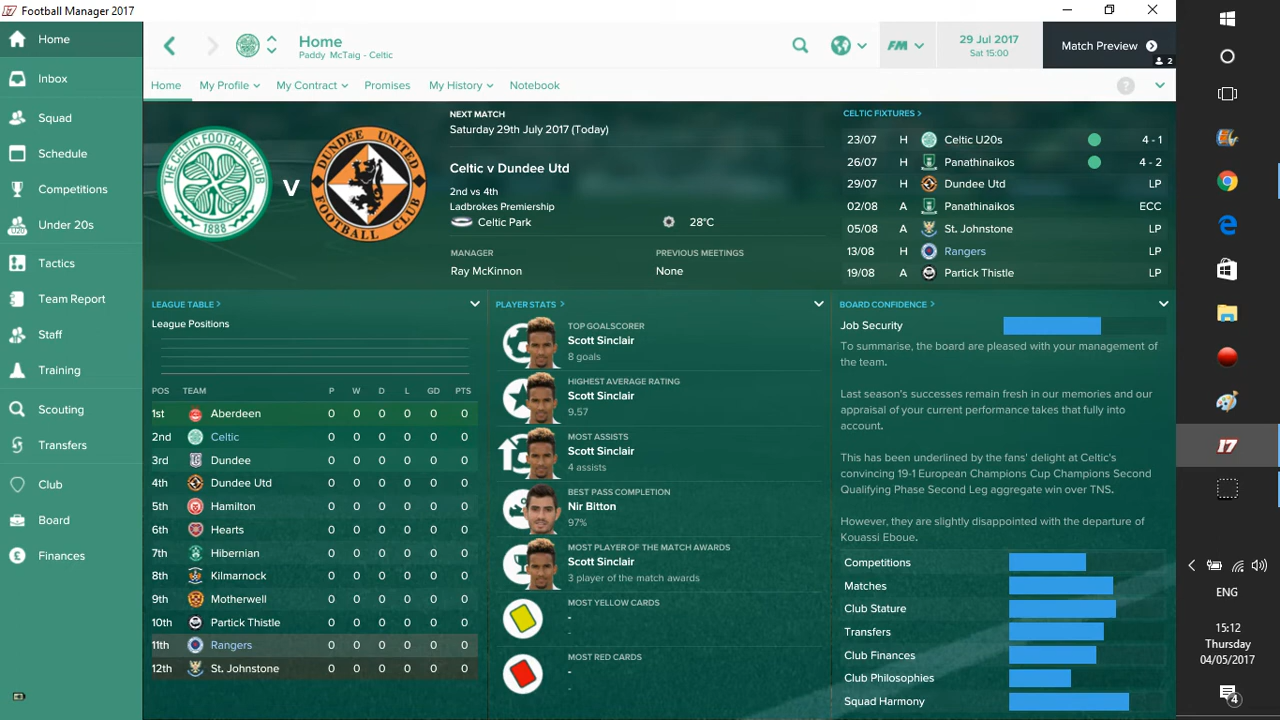 17 Football Manager 2017
Home
Inbox
Squad
Schedule
Competitions
Under 20s
Tactics
Team Report
Staff
Training
Scouting
Transfers
Club
Board
Finances
Home
Paddy McTaig - Celtic
FM
29 Jul 2017
Sat 15:00
Match Preview
2
Home My Profile My Contract Promises My History Notebook
?
THE CELTIC FOOTBALL CLUB
1888
V
DUNDEE UNITED
FOOTBALL CLUB
NEXT MATCH
Saturday 29th July 2017 (Today)
Celtic v Dundee Utd
2nd vs 4th
Ladbrokes Premiership
Celtic Park 28°C
MANAGER PREVIOUS MEETINGS
Ray McKinnon None
CELTIC FIXTURES >
23/07 H Celtic U20s 4 - 1
26/07 H Panathinaikos 4 - 2
29/07 H Dundee Utd LP
02/08 A Panathinaikos ECC
05/08 A St. Johnstone LP
13/08 H Rangers LP
19/08 A Partick Thistle LP
LEAGUE TABLE >
League Positions
POS TEAM P W D L GD PTS
1st Aberdeen 0 0 0 0 0 0
2nd Celtic 0 0 0 0 0 0
3rd Dundee 0 0 0 0 0 0
4th Dundee Utd 0 0 0 0 0 0
5th Hamilton 0 0 0 0 0 0
6th Hearts 0 0 0 0 0 0
7th Hibernian 0 0 0 0 0 0
8th Kilmarnock 0 0 0 0 0 0
9th Motherwell 0 0 0 0 0 0
10th Partick Thistle 0 0 0 0 0 0
11th Rangers 0 0 0 0 0 0
12th St. Johnstone 0 0 0 0 0 0
PLAYER STATS >
TOP GOALSCORER
Scott Sinclair
8 goals
HIGHEST AVERAGE RATING
Scott Sinclair
9.57
MOST ASSISTS
Scott Sinclair
4 assists
BEST PASS COMPLETION
Nir Bitton
97%
MOST PLAYER OF THE MATCH AWARDS
Scott Sinclair
3 player of the match awards
MOST YELLOW CARDS
-
-
MOST RED CARDS
-
-
BOARD CONFIDENCE >
Job Security
To summarise, the board are pleased with your management of
the team.
Last season's successes remain fresh in our memories and our
appraisal of your current performance takes that fully into
account.
This has been underlined by the fans' delight at Celtic's
convincing 19-1 European Champions Cup Champions Second
Qualifying Phase Second Leg aggregate win over TNS.
However, they are slightly disappointed with the departure of
Kouassi Eboue.
Competitions
Matches
Club Stature
Transfers
Club Finances
Club Philosophies
Squad Harmony
17
ENG
15:12
Thursday
04/05/2017
4